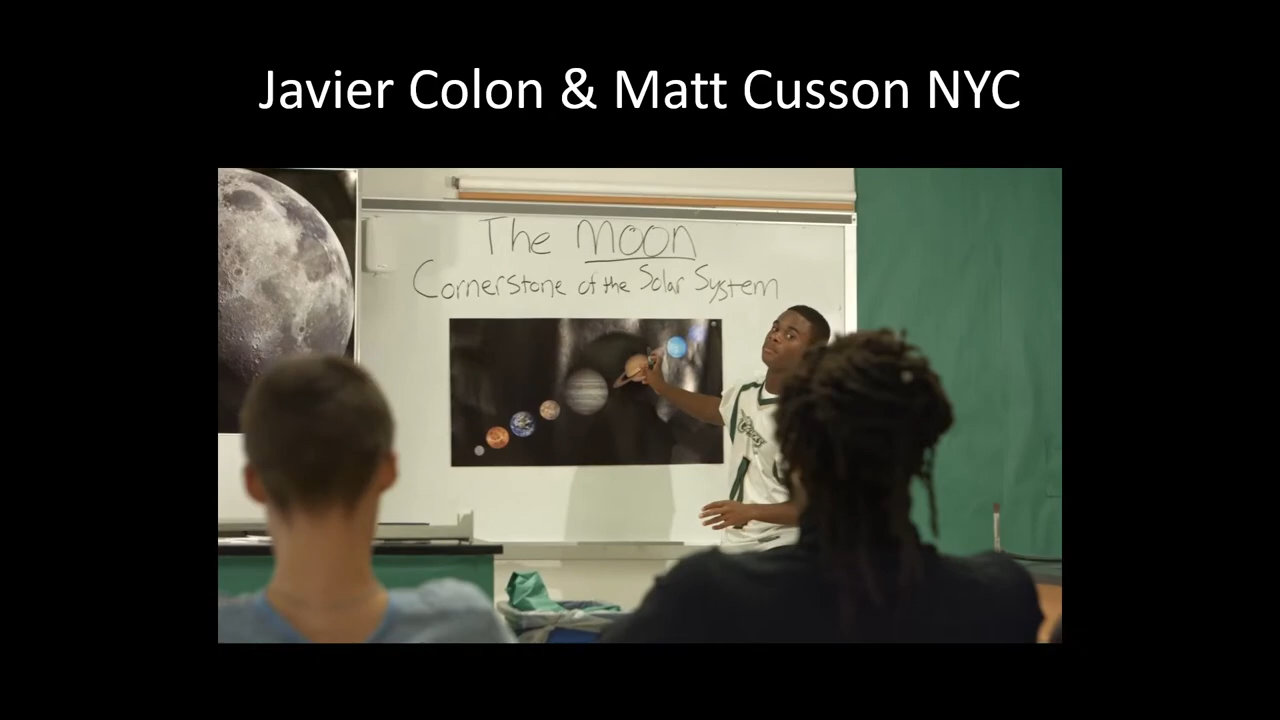 Javier Colon & Matt Cusson NYC
The Moon
Cornerstone of the Solar System